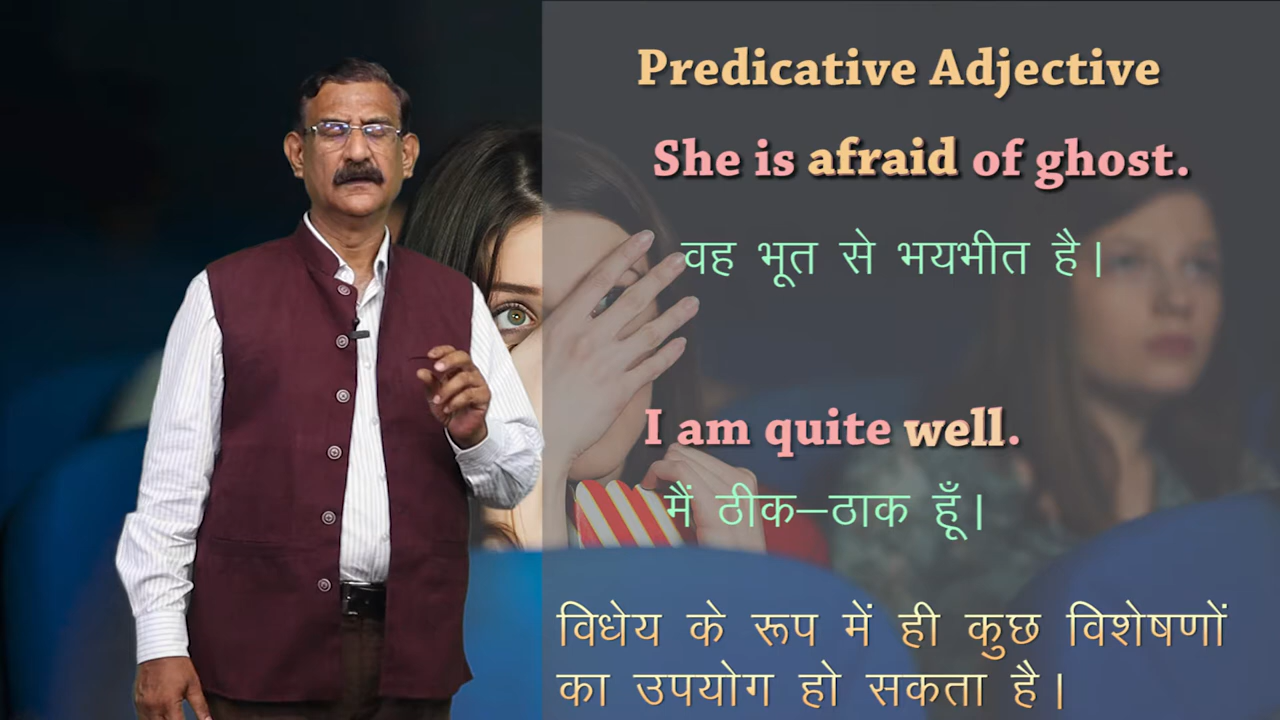 Predicative Adjective
She is afraid of ghost.
वह भूत से भयभीत है।
I am quite well.
मैं ठीक–ठाक हूँ।
विधेय के रूप में ही कुछ विशेषणों
का उपयोग हो सकता है।